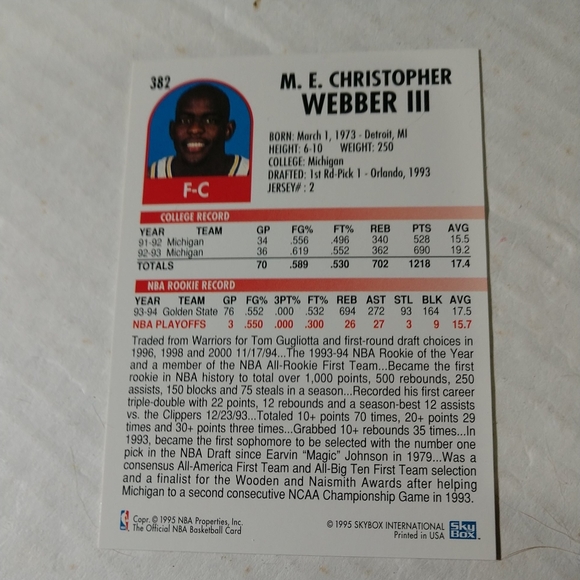 382
M. E. CHRISTOPHER
WEBBER III
F-C
BORN: March 1, 1973 - Detroit, MI
HEIGHT: 6-10 WEIGHT: 250
COLLEGE: Michigan
DRAFTED: 1st Rd-Pick 1 - Orlando, 1993
JERSEY#: 2
COLLEGE RECORD
YEAR TEAM GP FG% FT% REB PTS AVG
91-92 Michigan 34 .556 .496 340 528 15.5
92-93 Michigan 36 .619 .552 362 690 19.2
TOTALS 70 .589 .530 702 1218 17.4
NBA ROOKIE RECORD
YEAR TEAM GP FG% 3PT% FT% REB AST STL BLK AVG
93-94 Golden State 76 .552 .000 .532 694 272 93 164 17.5
NBA PLAYOFFS 3 .550 .000 .300 26 27 3 9 15.7
Traded from Warriors for Tom Gugliotta and first-round draft choices in
1996, 1998 and 2000 11/17/94...The 1993-94 NBA Rookie of the Year
and a member of the NBA All-Rookie First Team...Became the first
rookie in NBA history to total over 1,000 points, 500 rebounds, 250
assists, 150 blocks and 75 steals in a season...Recorded his first career
triple-double with 22 points, 12 rebounds and a season-best 12 assists
vs. the Clippers 12/23/93...Totaled 10+ points 70 times, 20+ points 29
times and 30+ points three times...Grabbed 10+ rebounds 35 times...In
1993, became the first sophomore to be selected with the number one
pick in the NBA Draft since Earvin "Magic" Johnson in 1979...Was a
consensus All-America First Team and All-Big Ten First Team selection
and a finalist for the Wooden and Naismith Awards after helping
Michigan to a second consecutive NCAA Championship Game in 1993.
Copr. © 1995 NBA Properties, Inc.
The Official NBA Basketball Card
© 1995 SKYBOX INTERNATIONAL
Printed in USA
SkyBox